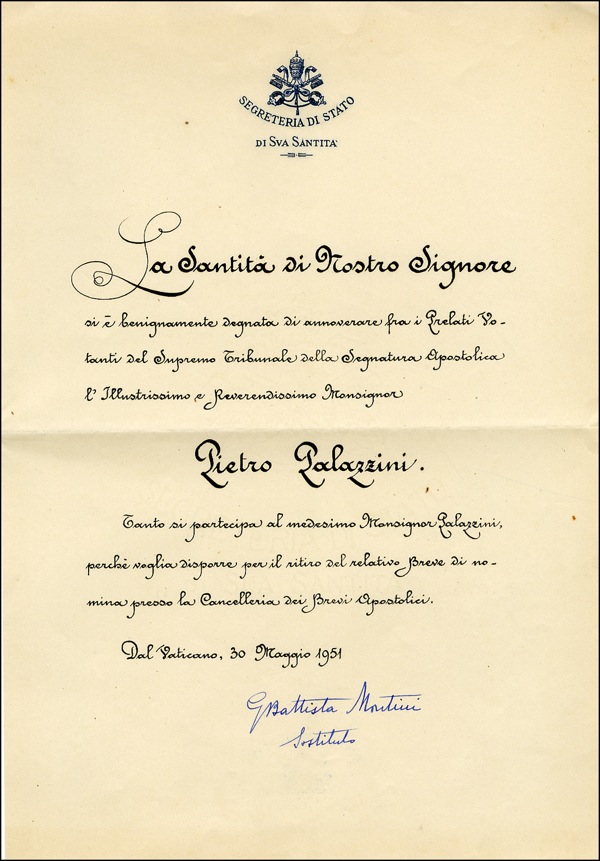 SEGRETERIA DI STATO
DI SVA SANTITA'
La Santità di Nostro Signore
si è benignamente degnata di annoverare fra i Prelati Vo-
tanti del Supremo Tribunale della Segnatura Apostolica
l'Illustrissimo e Reverendissimo Monsignor
Pietro Palazzini.
Tanto si partecipa al medesimo Monsignor Palazzini,
perchè voglia disporre per il ritiro del relativo Breve di no-
mina presso la Cancelleria dei Brevi Apostolici.
Dal Vaticano, 30 Maggio 1951
GBattista Montini
Sostituto